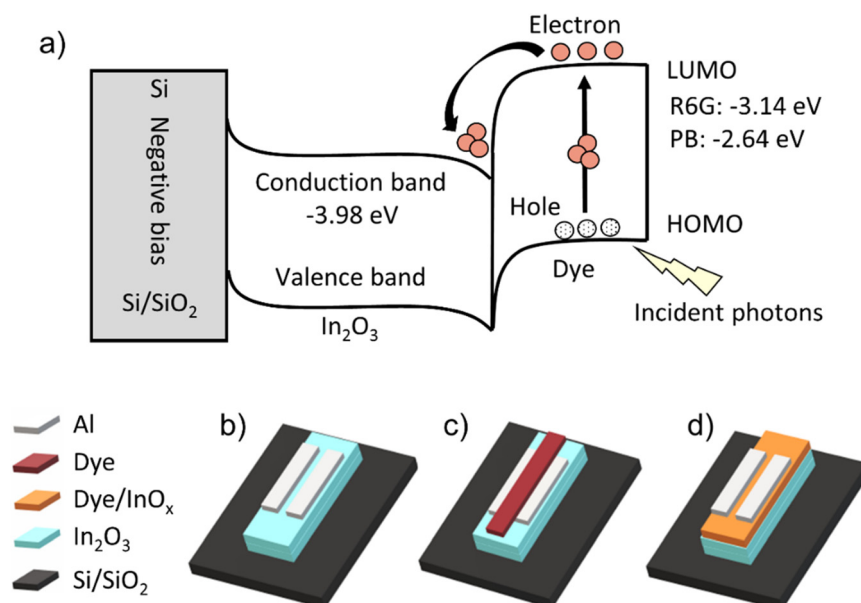 a)
Electron
Si
Negative bias
Si/SiO₂
Conduction band
-3.98 eV
Valence band
In₂O₃
LUMO
R6G: -3.14 eV
PB: -2.64 eV
Hole
HOMO
Dye
Incident photons
Al
Dye
Dye/InOₓ
In₂O₃
Si/SiO₂
b)
c)
d)